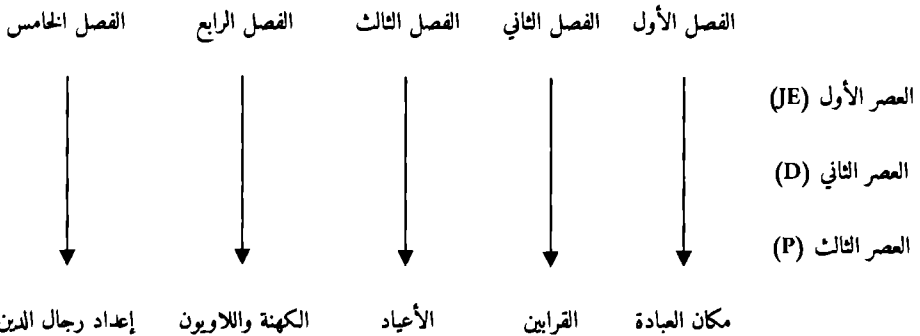 الفصل الأول الفصل الثاني الفصل الثالث الفصل الرابع الفصل الخامس
العصر الأول (JE)
العصر الثاني (D)
العصر الثالث (P)
مكان العبادة القرابين الأعياد الكهنة واللاويون إعداد رجال الدين